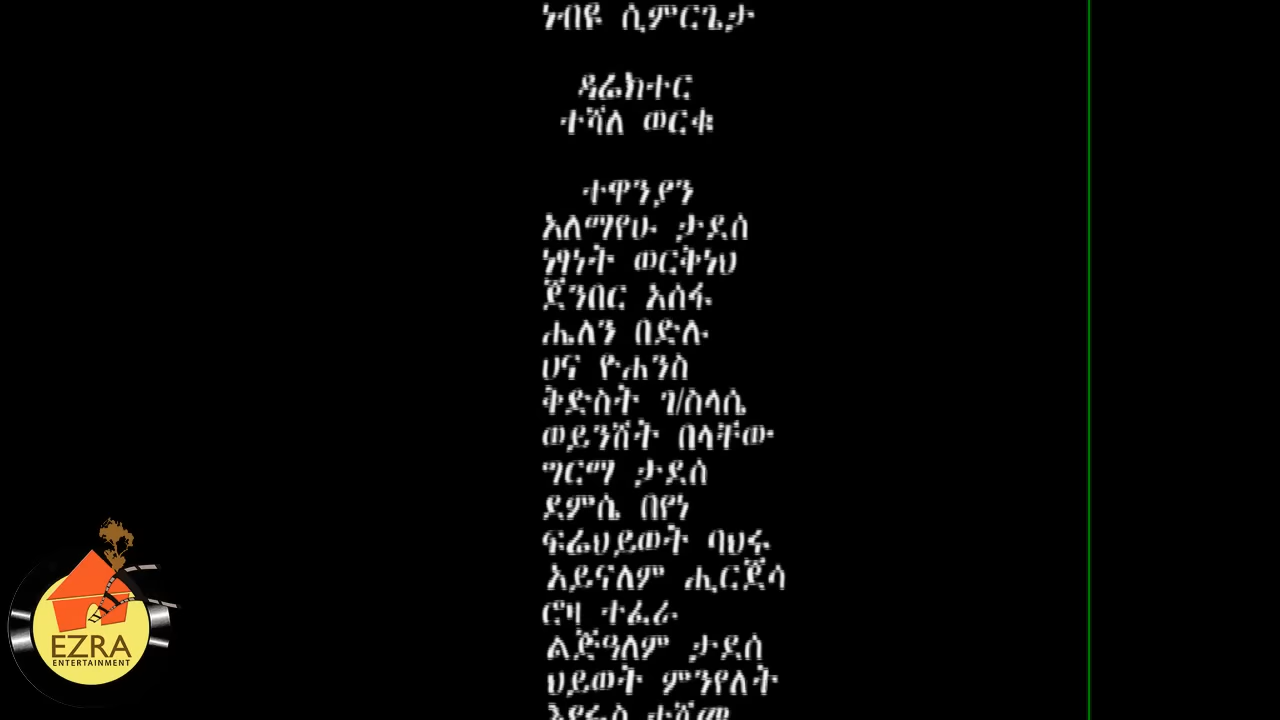 ነብዩ ሲምርጌታ
ዳሬክተር
ተሻለ ወርቁ
ተዋንያን
አለማየሁ ታደሰ
ነፃነት ወርቅነህ
ጀንበር አሰፋ
ሔለን በድሉ
ሀና ዮሐንስ
ቅድስት ገ/ስላሴ
ወይንሸት በላቸው
ግርማ ታደሰ
ደምሴ በየነ
ፍሬህይወት ባህሩ
አይናለም ሒርጀሳ
ሮዛ ተፈራ
ልጅዓለም ታደሰ
ህይወት ምንየለት
EZRA
ENTERTAINMENT